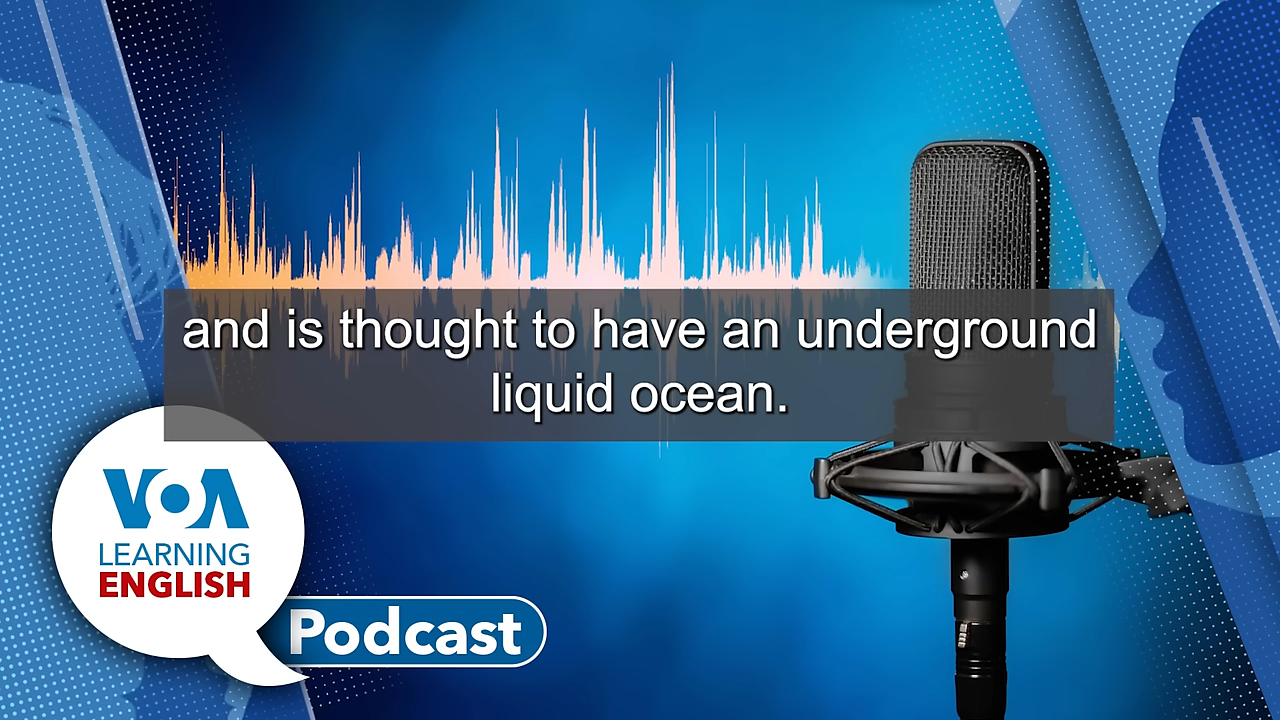 and is thought to have an underground
liquid ocean.
VOA
LEARNING
ENGLISH
Podcast